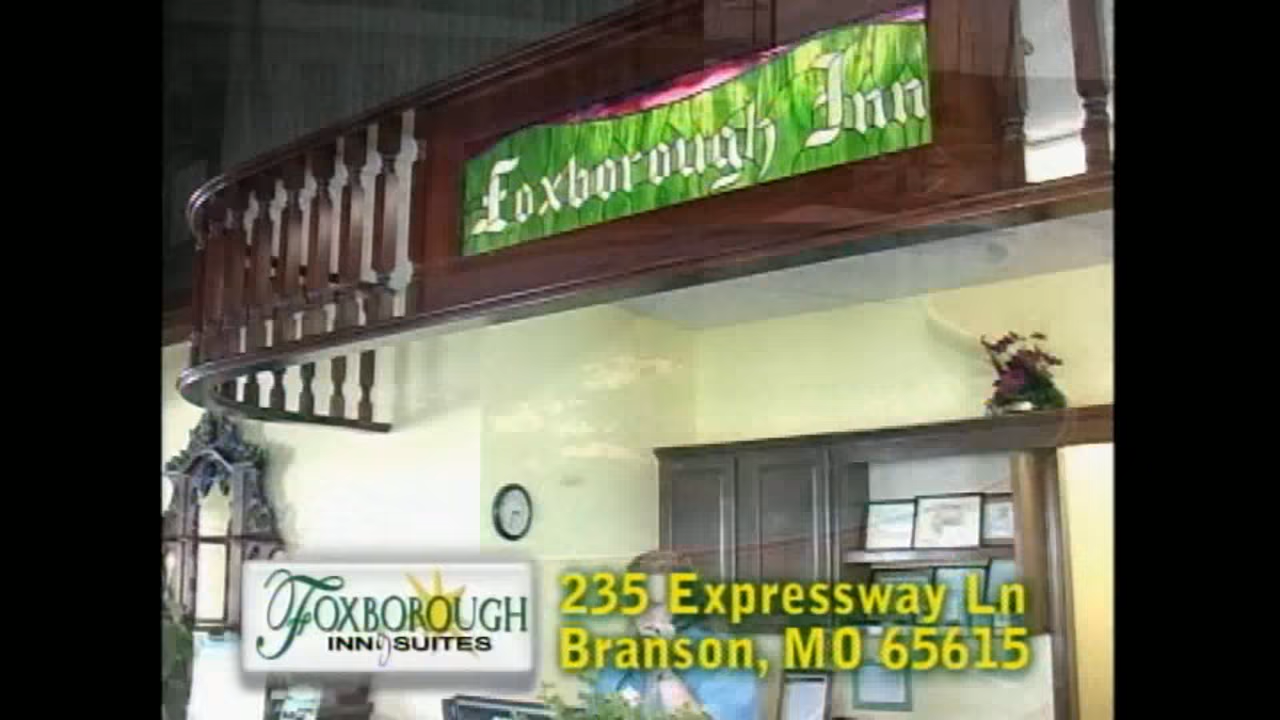 Foxborough Inn
FOXBOROUGH
INN & SUITES
235 Expressway Ln
Branson, MO 65615